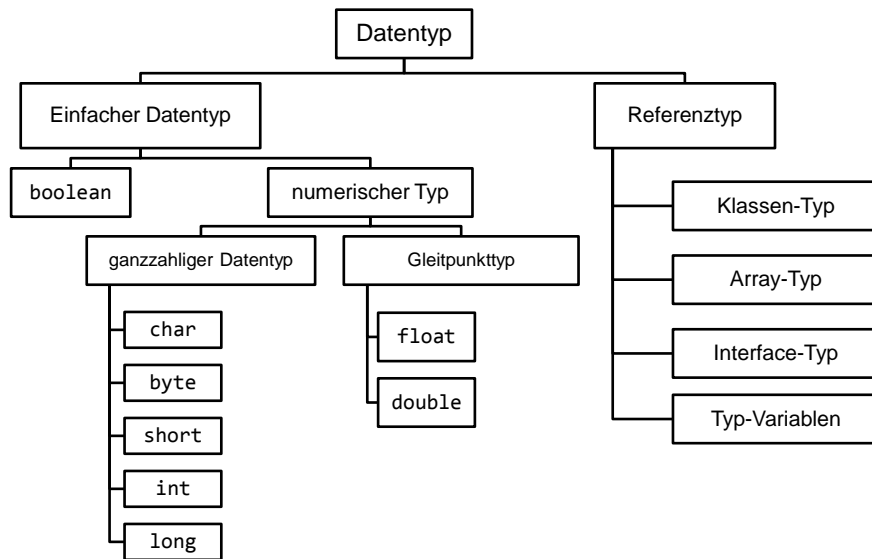 Datentyp
Einfacher Datentyp
Referenztyp
boolean
numerischer Typ
Klassen-Typ
ganzzahliger Datentyp
Gleitpunkttyp
Array-Typ
char
float
Interface-Typ
byte
double
Typ-Variablen
short
int
long